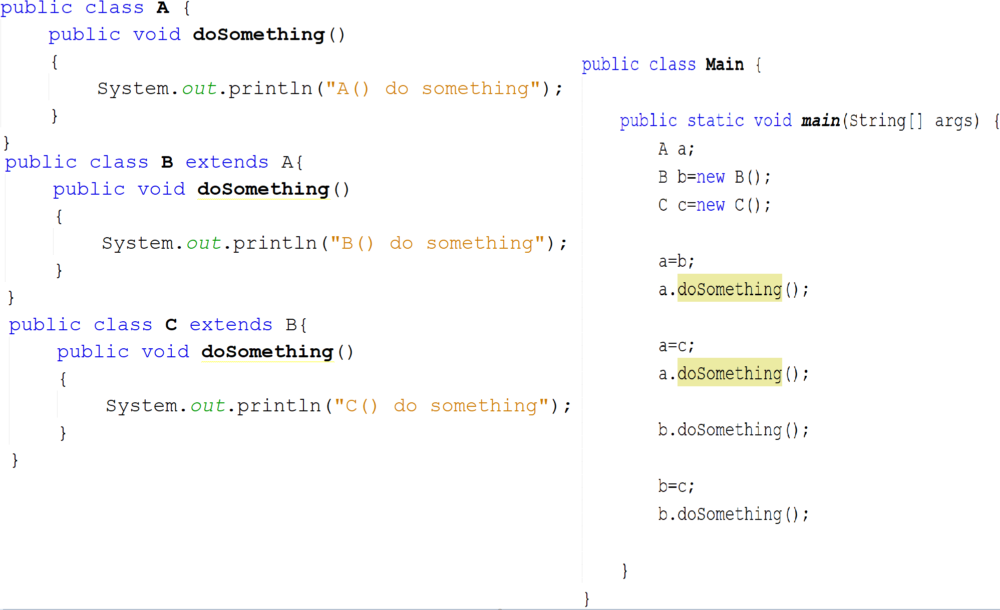 public class A {
public void doSomething()
{
System.out.println("A() do something");
}
}
public class B extends A{
public void doSomething()
{
System.out.println("B() do something");
}
}
public class C extends B{
public void doSomething()
{
System.out.println("C() do something");
}
}
public class Main {
public static void main(String[] args) {
A a;
B b=new B();
C c=new C();
a=b;
a.doSomething();
a=c;
a.doSomething();
b.doSomething();
b=c;
b.doSomething();
}
}